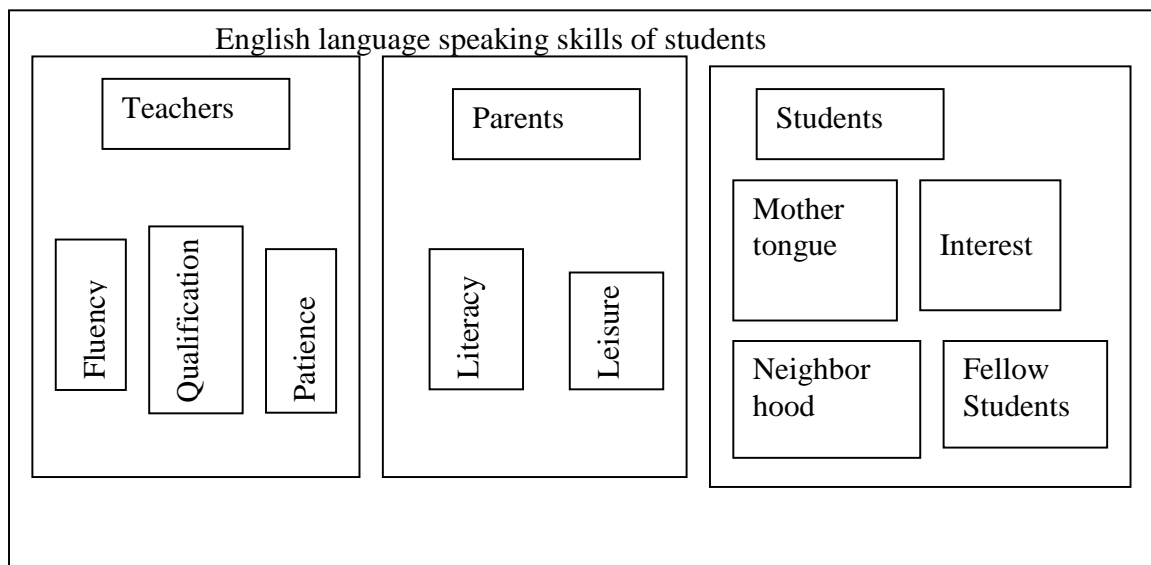 English language speaking skills of students
Teachers
Fluency
Qualification
Patience
Parents
Literacy
Leisure
Students
Mother
tongue
Interest
Neighbor
hood
Fellow
Students